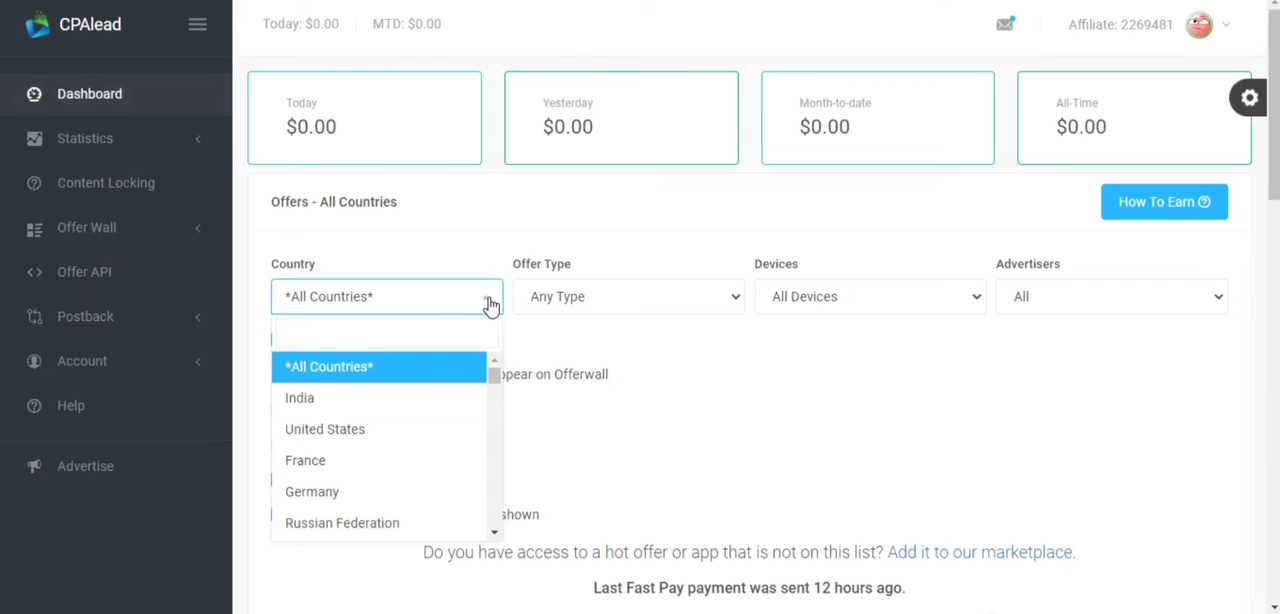 CPAlead
Today: $0.00 MTD: $0.00
Affiliate: 2269481
Dashboard
Statistics
Content Locking
Offer Wall
Offer API
Postback
Account
Help
Advertise
Today
$0.00
Yesterday
$0.00
Month-to-date
$0.00
All-Time
$0.00
Offers - All Countries
How To Earn
Country
*All Countries*
Offer Type
Any Type
Devices
All Devices
Advertisers
All
*All Countries*
India
United States
France
Germany
Russian Federation
ppear on Offerwall
shown
Do you have access to a hot offer or app that is not on this list? Add it to our marketplace.
Last Fast Pay payment was sent 12 hours ago.